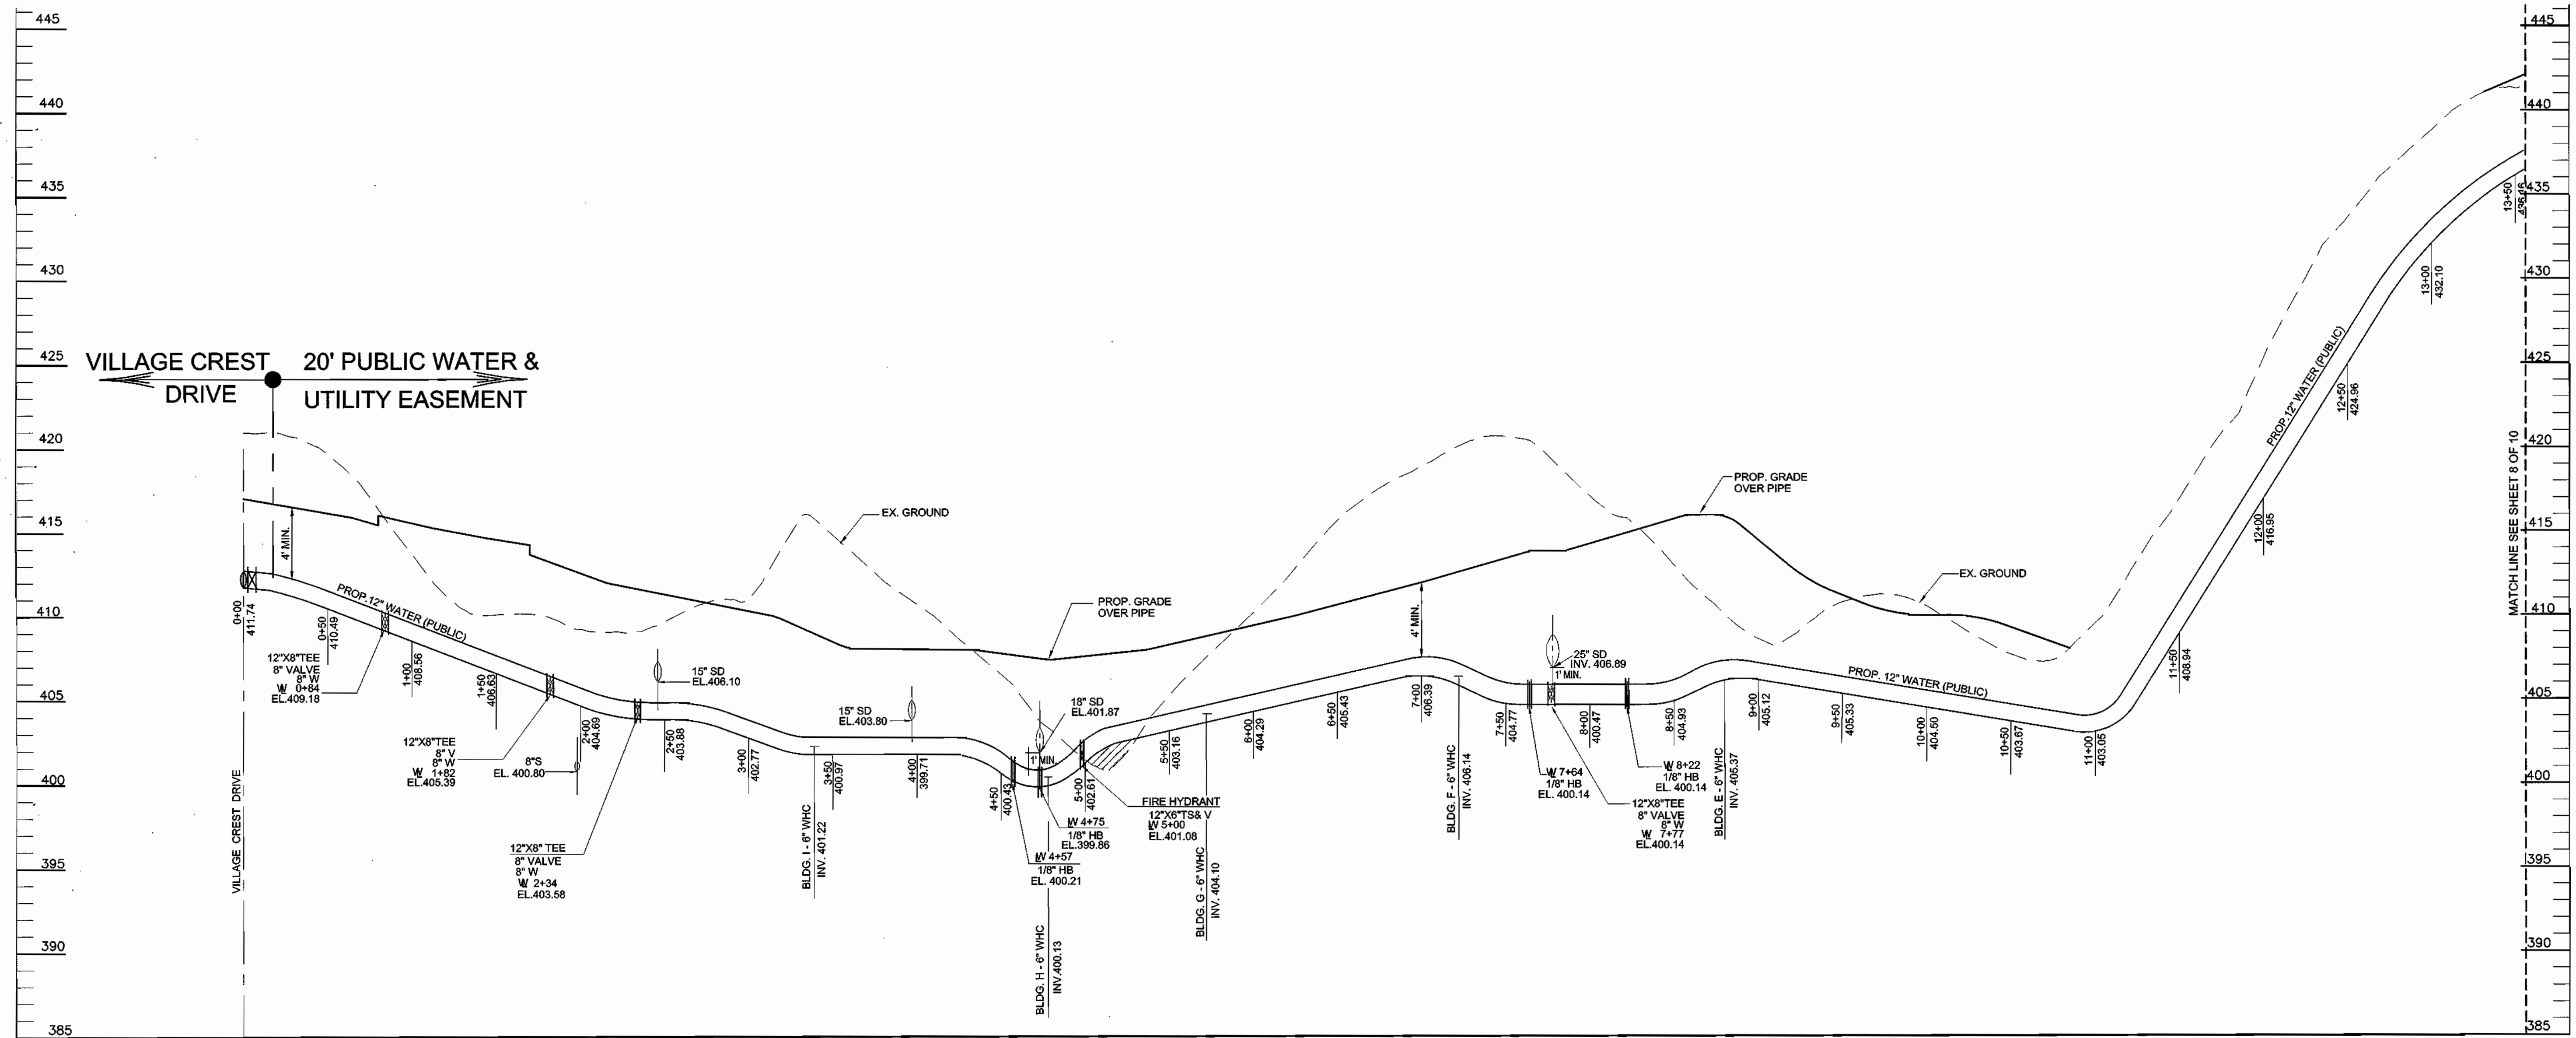 445
440
435
430
425
420
415
410
405
400
395
390
385
VILLAGE CREST
DRIVE
20' PUBLIC WATER &
UTILITY EASEMENT
VILLAGE CREST DRIVE
4' MIN.
0+00
411.74
0+50
410.49
PROP. 12" WATER (PUBLIC)
12"X8"TEE
8" VALVE
8" W
0+84
EL.409.18
1+00
408.56
1+50
406.63
12"X8"TEE
8" V
8" W
1+82
EL.405.39
2+00
404.69
8"S
EL. 400.80
12"X8" TEE
8" VALVE
8" W
2+34
EL.403.58
15" SD
EL.406.10
2+50
403.88
3+00
402.77
EX. GROUND
BLDG. I - 6" WHC
INV. 401.22
3+50
400.97
15" SD
EL.403.80
4+00
399.71
4+50
400.43
PROP. GRADE
OVER PIPE
18" SD
EL.401.87
1' MIN.
4+57
1/8" HB
EL. 400.21
4+75
1/8" HB
EL.399.86
BLDG. H - 6" WHC
INV.400.13
5+00
402.61
FIRE HYDRANT
12"X6"TS& V
5+00
EL.401.08
5+50
403.16
BLDG. G - 6" WHC
INV. 404.10
6+00
404.29
6+50
405.43
4' MIN.
7+00
406.39
BLDG. F - 6" WHC
INV. 406.14
7+50
404.77
25" SD
INV. 406.89
1' MIN.
7+64
1/8" HB
EL. 400.14
12"X8"TEE
8" VALVE
8" W
7+77
EL.400.14
8+00
400.47
8+22
1/8" HB
EL. 400.14
8+50
404.93
PROP. GRADE
OVER PIPE
BLDG. E - 6" WHC
INV. 405.37
9+00
405.12
9+50
405.33
PROP. 12" WATER (PUBLIC)
EX. GROUND
10+00
404.50
10+50
403.67
11+00
403.05
11+50
408.94
12+00
416.95
PROP. 12" WATER (PUBLIC)
12+50
424.96
13+00
432.10
13+50
436.16
MATCH LINE SEE SHEET 8 OF 10
445
440
435
430
425
420
415
410
405
400
395
390
385